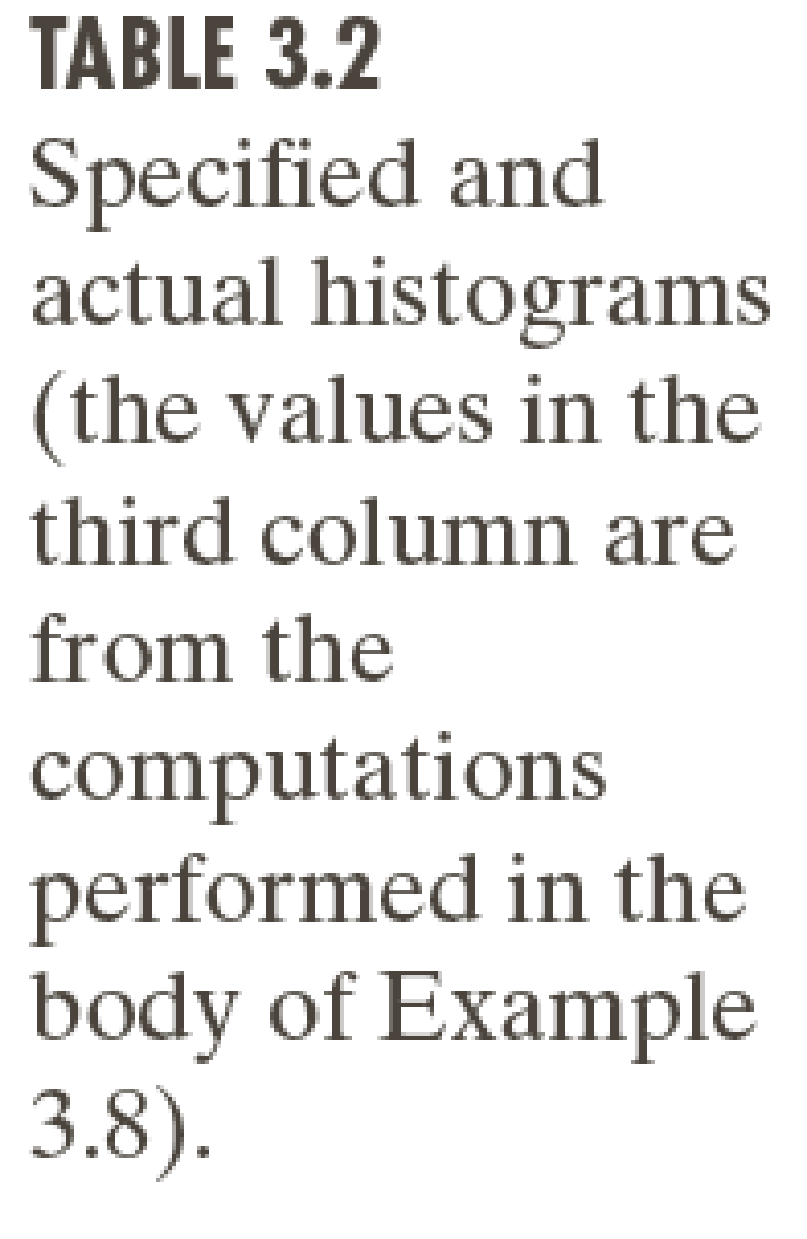 TABLE 3.2
Specified and
actual histograms
(the values in the
third column are
from the
computations
performed in the
body of Example
3.8).